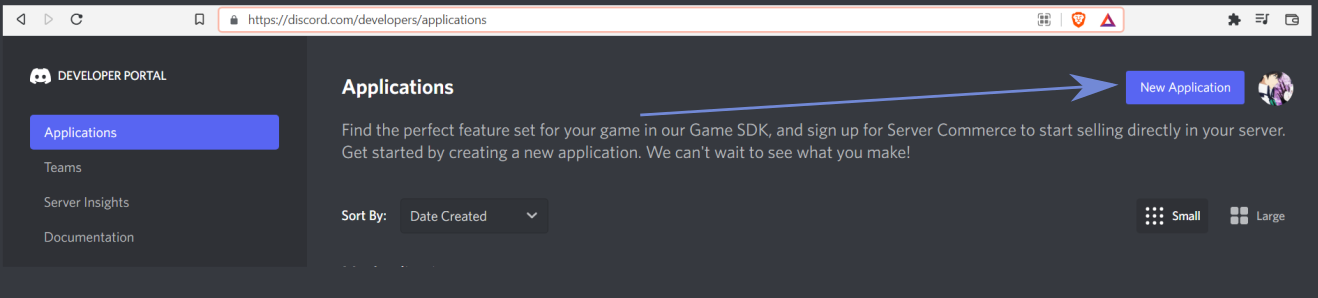 https://discord.com/developers/applications
DEVELOPER PORTAL
Applications
Teams
Server Insights
Documentation
Applications
New Application
Find the perfect feature set for your game in our Game SDK, and sign up for Server Commerce to start selling directly in your server.
Get started by creating a new application. We can't wait to see what you make!
Sort By: Date Created
Small Large